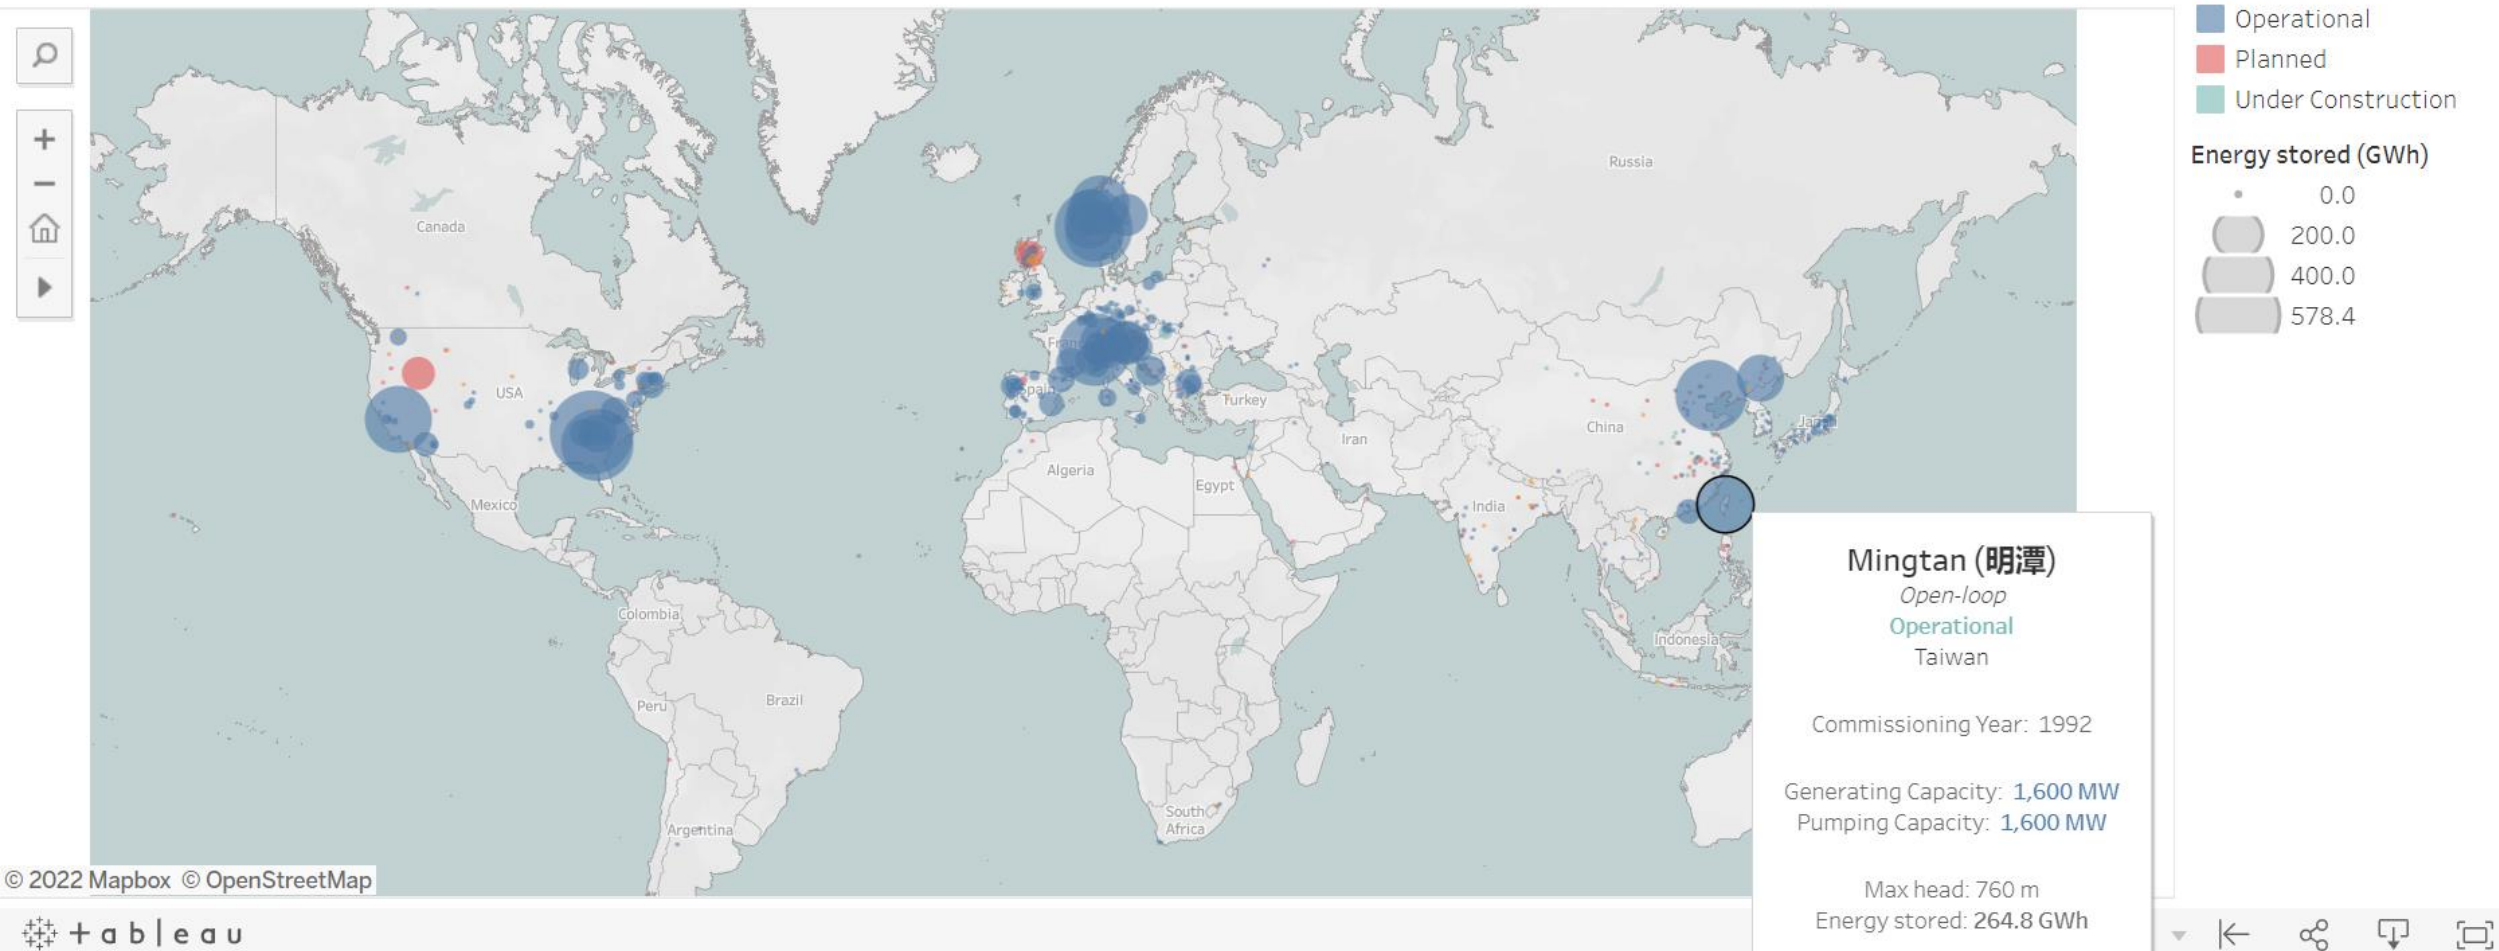 Operational
Planned
Under Construction
Energy stored (GWh)
0.0
200.0
400.0
578.4
Russia
Canada
USA
Mexico
Colombia
Peru
Brazil
Argentina
Spain
Turkey
Iran
Algeria
Egypt
India
China
Indonesia
South
Africa
Mingtan (明潭)
Open-loop
Operational
Taiwan
Commissioning Year: 1992
Generating Capacity: 1,600 MW
Pumping Capacity: 1,600 MW
Max head: 760 m
Energy stored: 264.8 GWh
© 2022 Mapbox © OpenStreetMap
+ableau